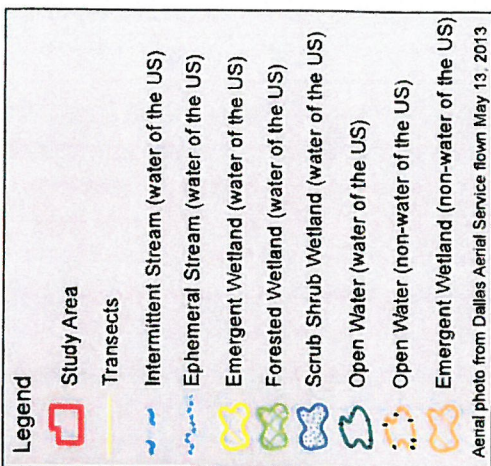 Legend
Study Area
Transects
Intermittent Stream (water of the US)
Ephemeral Stream (water of the US)
Emergent Wetland (water of the US)
Forested Wetland (water of the US)
Scrub Shrub Wetland (water of the US)
Open Water (water of the US)
Open Water (non-water of the US)
Emergent Wetland (non-water of the US)
Aerial photo from Dallas Aerial Service flown May 13, 2013